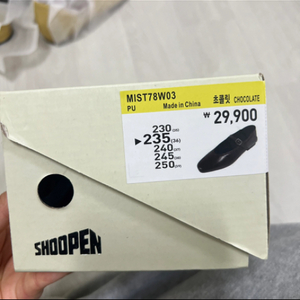 MIST78W03
PU Made in China
초콜릿 CHOCOLATE
₩ 29,900
230
▶235 (36)
240
245
250
SHOOPEN